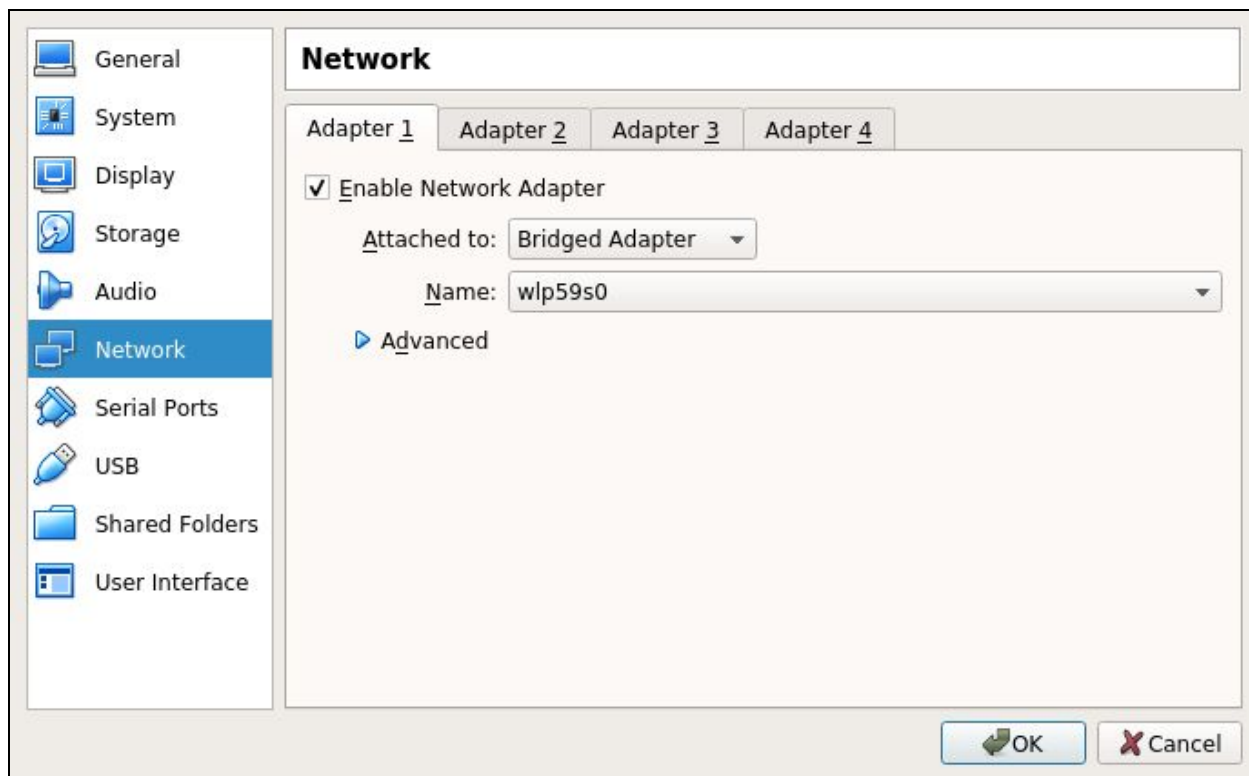 General
System
Display
Storage
Audio
Network
Serial Ports
USB
Shared Folders
User Interface
Network
Adapter 1 Adapter 2 Adapter 3 Adapter 4
Enable Network Adapter
Attached to: Bridged Adapter
Name: wlp59s0
Advanced
OK Cancel